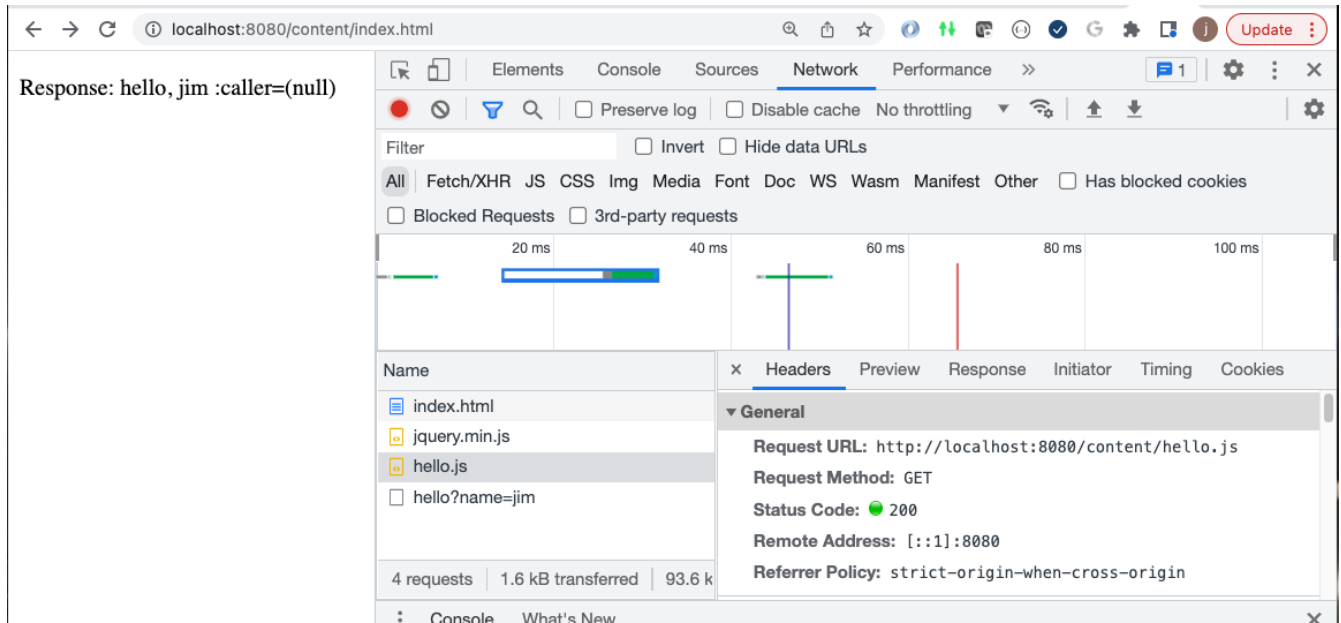 localhost:8080/content/index.html
j
Update
Response: hello, jim :caller=(null)
Elements Console Sources Network Performance » 1
Preserve log Disable cache No throttling
Filter Invert Hide data URLs
All Fetch/XHR JS CSS Img Media Font Doc WS Wasm Manifest Other Has blocked cookies
Blocked Requests 3rd-party requests
20 ms 40 ms 60 ms 80 ms 100 ms
Name
index.html
jquery.min.js
hello.js
hello?name=jim
4 requests 1.6 kB transferred 93.6 k
× Headers Preview Response Initiator Timing Cookies
General
Request URL: http://localhost:8080/content/hello.js
Request Method: GET
Status Code: 200
Remote Address: [::1]:8080
Referrer Policy: strict-origin-when-cross-origin
Console What's New